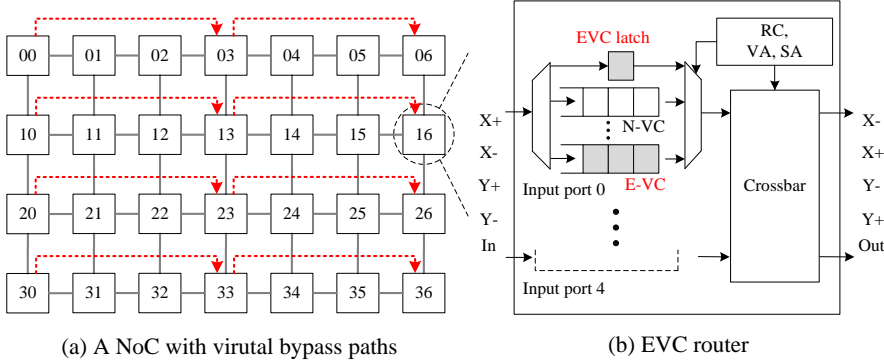 00 01 02 03 04 05 06
10 11 12 13 14 15 16
20 21 22 23 24 25 26
30 31 32 33 34 35 36
(a) A NoC with virutal bypass paths
EVC latch
RC,
VA, SA
N-VC
E-VC
Input port 0
Input port 4
Crossbar
X+
X-
Y+
Y-
In
X-
X+
Y-
Y+
Out
(b) EVC router